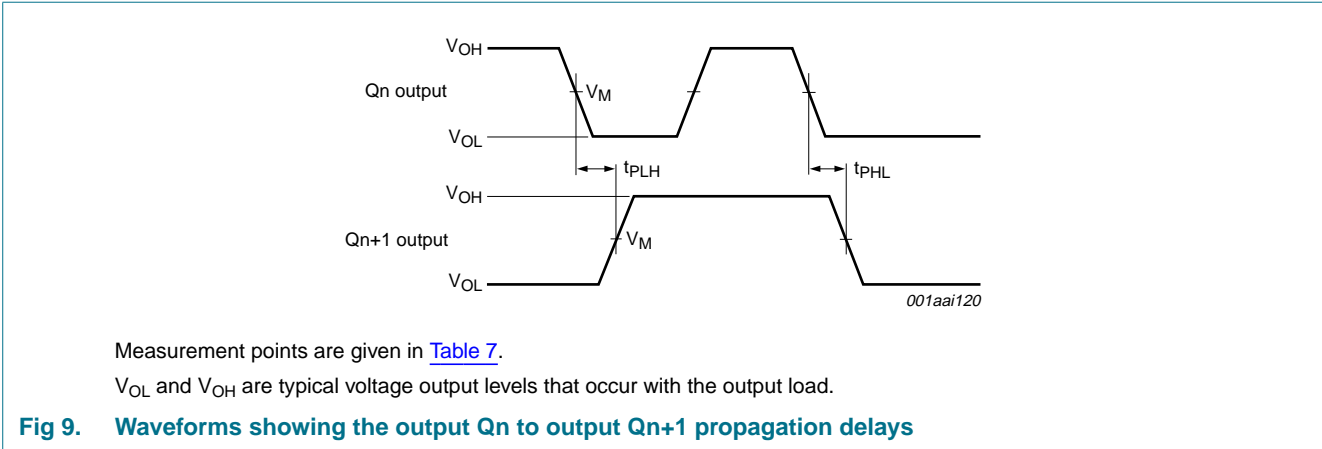 VOH
Qn output
VM
VOL
tPLH
tPHL
VOH
Qn+1 output
VM
VOL
001aai120
Measurement points are given in Table 7.
VOL and VOH are typical voltage output levels that occur with the output load.
Fig 9. Waveforms showing the output Qn to output Qn+1 propagation delays